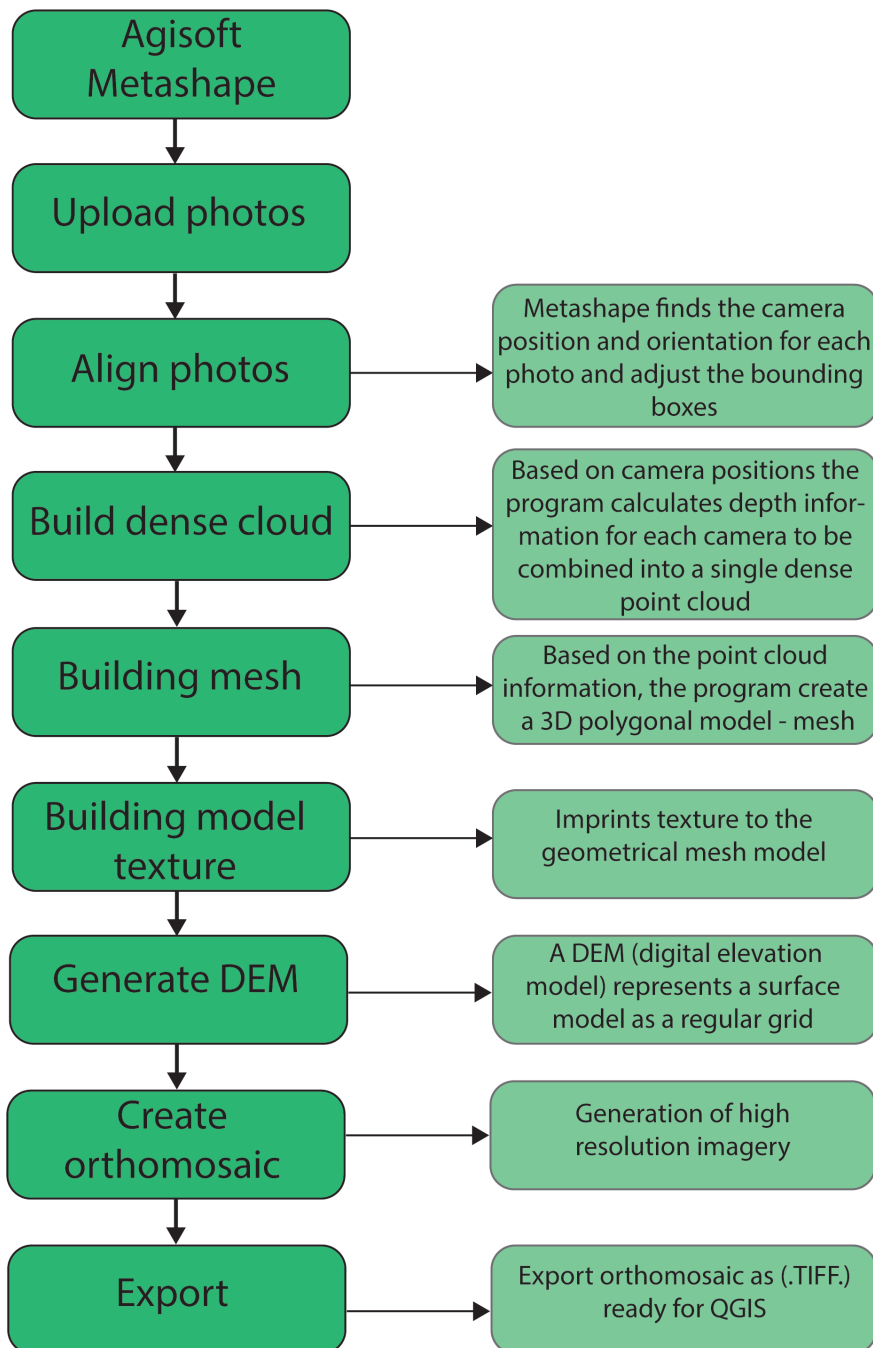 Agisoft
Metashape
Upload photos
Align photos
Metashape finds the camera
position and orientation for each
photo and adjust the bounding
boxes
Build dense cloud
Based on camera positions the
program calculates depth infor-
mation for each camera to be
combined into a single dense
point cloud
Building mesh
Based on the point cloud
information, the program create
a 3D polygonal model - mesh
Building model
texture
Imprints texture to the
geometrical mesh model
Generate DEM
A DEM (digital elevation
model) represents a surface
model as a regular grid
Create
orthomosaic
Generation of high
resolution imagery
Export
Export orthomosaic as (.TIFF.)
ready for QGIS